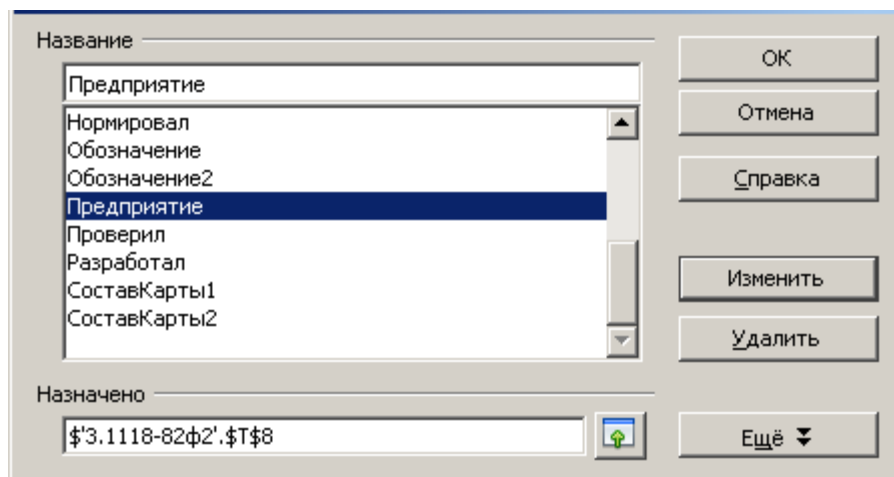 Название
Предприятие
Нормировал
Обозначение
Обозначение2
Предприятие
Проверил
Разработал
СоставКарты1
СоставКарты2
Назначено
$'3.1118-82ф2'.$T$8
ОК
Отмена
Справка
Изменить
Удалить
Ещё